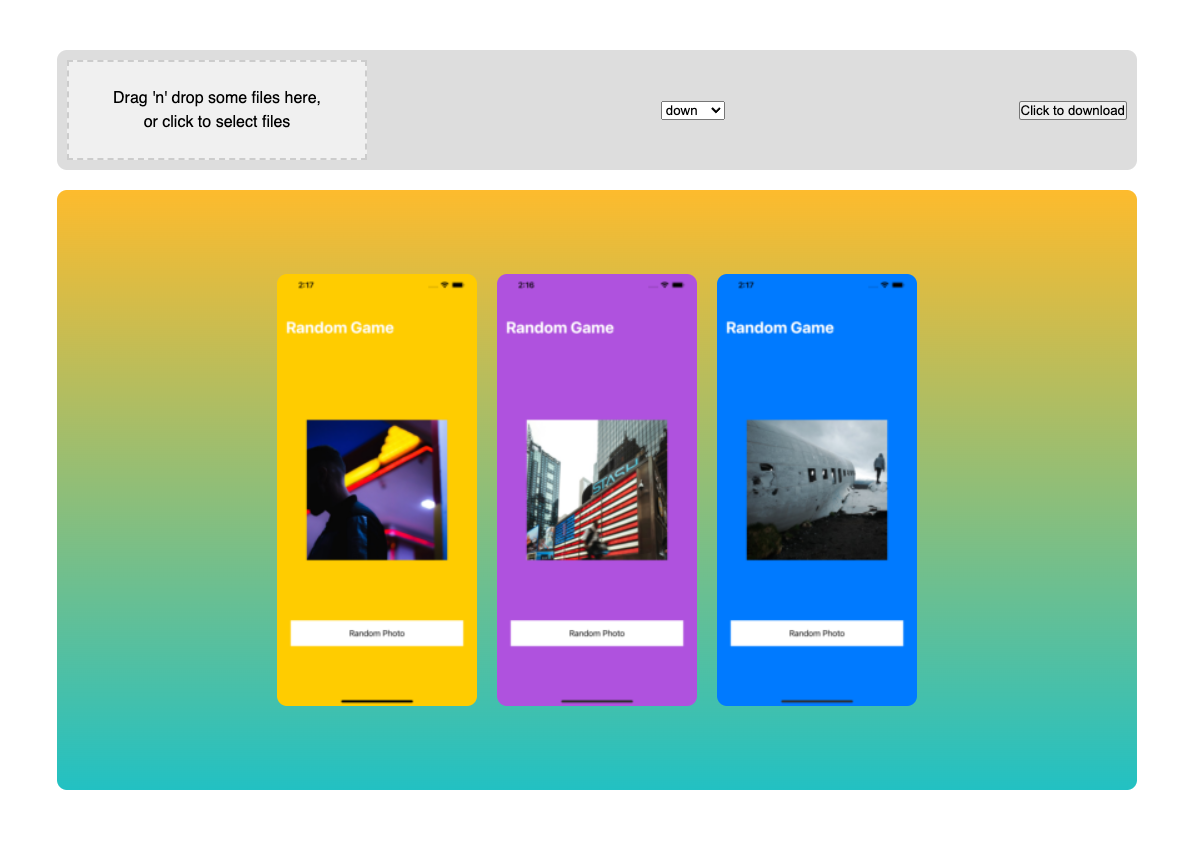 Drag 'n' drop some files here,
or click to select files
down
Click to download
2:17
2:16
2:17
Random Game
Random Game
Random Game
STASH
Random Photo
Random Photo
Random Photo